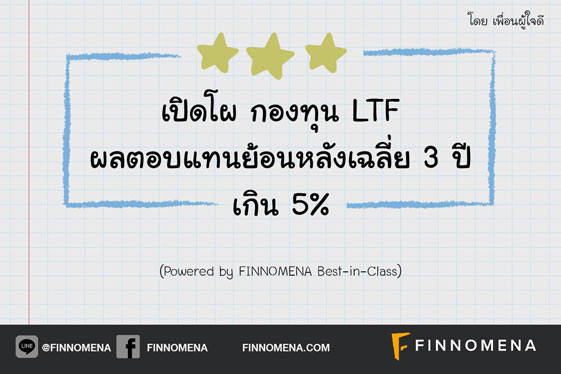 โดย เพื่อนผู้ใจดี
เปิดโผ กองทุน LTF
ผลตอบแทนย้อนหลังเฉลี่ย 3 ปี
เกิน 5%
(Powered by FINNOMENA Best-in-Class)
LINE @FINNOMENA f FINNOMENA FINNOMENA.COM FINNOMENA